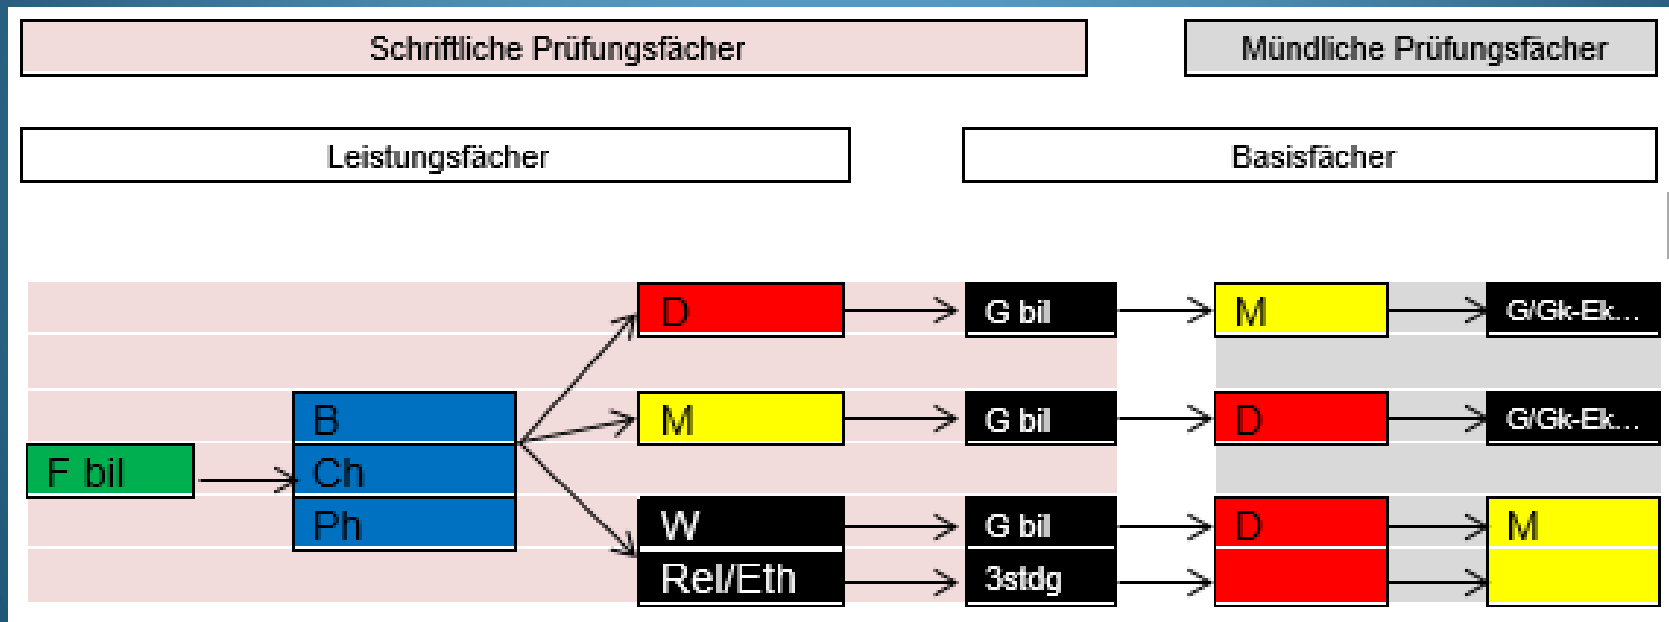 Schriftliche Prüfungsfächer
Mündliche Prüfungsfächer
Leistungsfächer
Basisfächer
D
G bil
M
G/Gk-Ek...
B
M
G bil
D
G/Gk-Ek...
F bil
Ch
Ph
W
G bil
D
M
Rel/Eth
3stdg